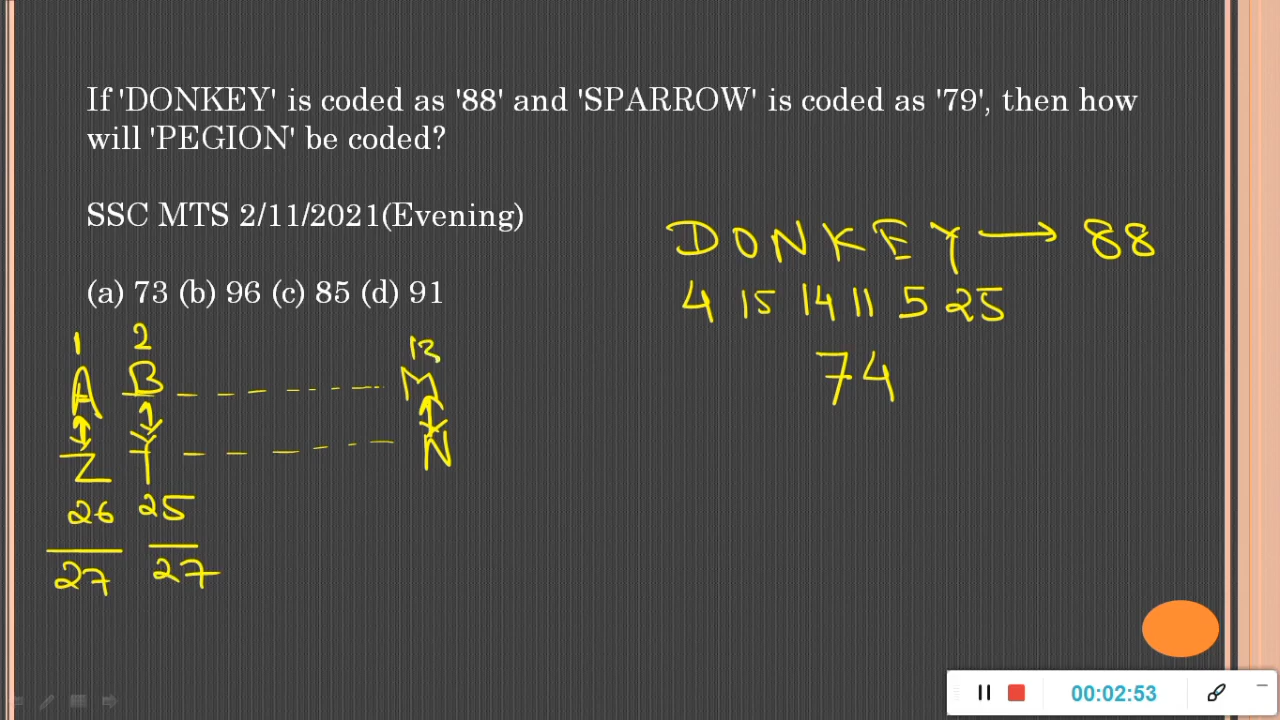 If 'DONKEY' is coded as '88' and 'SPARROW' is coded as '79', then how
will 'PEGION' be coded?
SSC MTS 2/11/2021(Evening)
(a) 73 (b) 96 (c) 85 (d) 91
D O N K E Y → 88
4 15 14 11 5 25
74
1 2 13
A B - - - - - - - M
Z Y - - - - - - - N
26 25
27 27
00:02:53